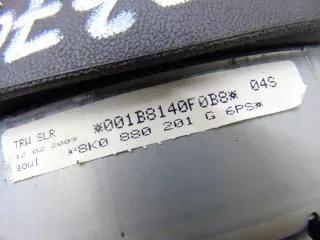 TRW SLR *001B8140F0B8* 04S
12 02 2009
soul *8K0 880 201 G 6PS*